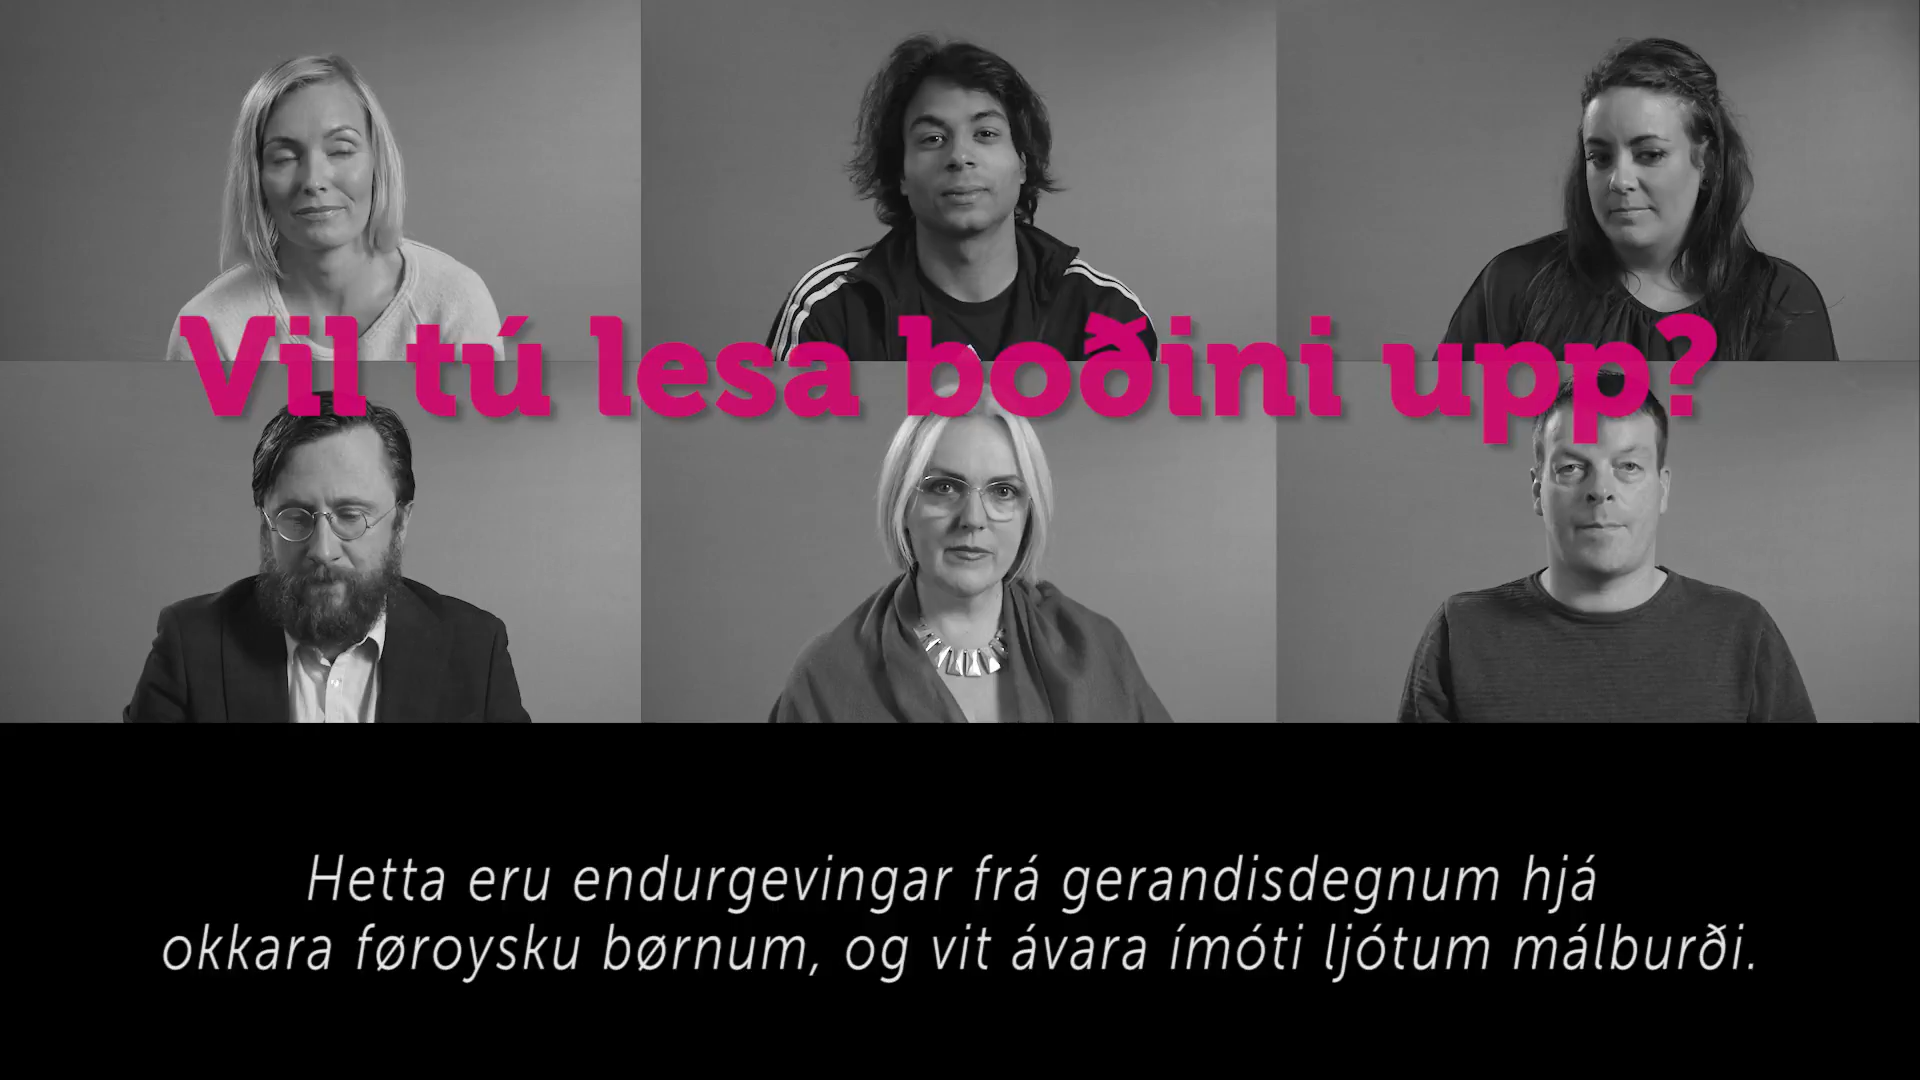 Vil tú lesa boðini upp?
Hetta eru endurgevingar frá gerandisdegnum hjá
okkara føroysku børnum, og vit ávara ímóti ljótum málburði.